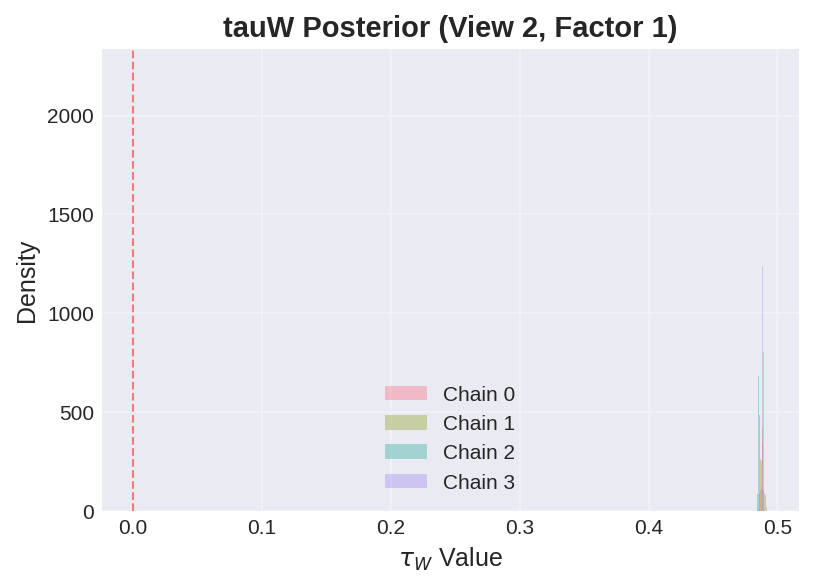 tauW Posterior (View 2, Factor 1)
2000
1500
1000
500
0
Density
Chain 0
Chain 1
Chain 2
Chain 3
0.0 0.1 0.2 0.3 0.4 0.5
τ_W Value